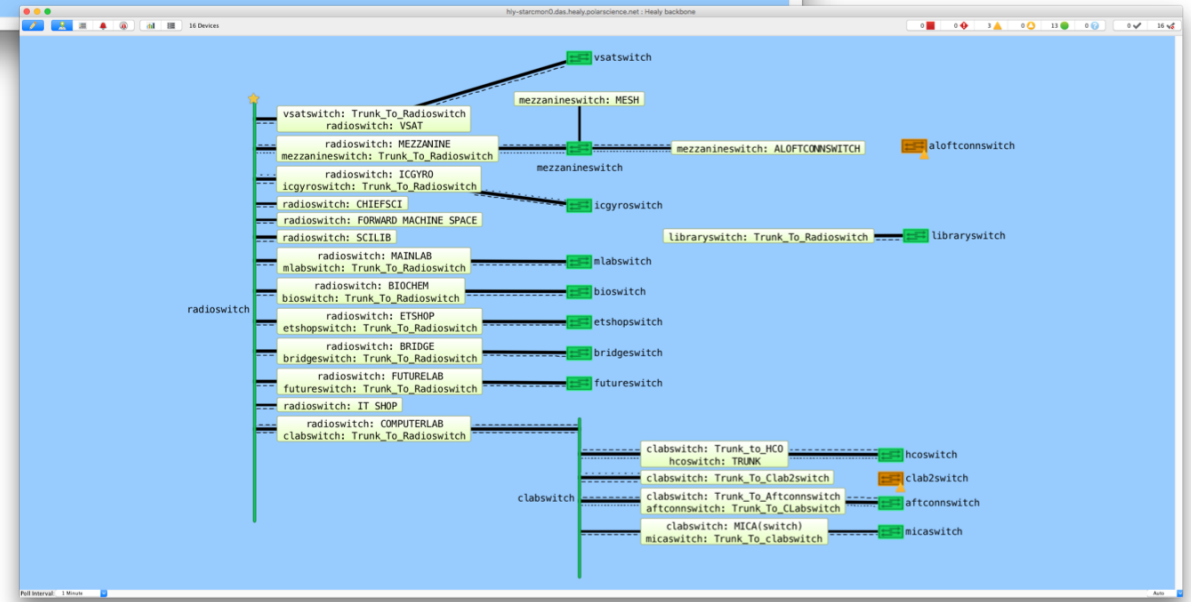 hly-starcmon0.das.healy.polarscience.net : Healy backbone
16 Devices
0
0
3
0
13
0
0
16
vsatswitch
mezzanineswitch: MESH
vsatswitch: Trunk_To_Radioswitch
radioswitch: VSAT
radioswitch: MEZZANINE
mezzanineswitch: Trunk_To_Radioswitch
mezzanineswitch
mezzanineswitch: ALOFTCONNSWITCH
aloftconnswitch
radioswitch: ICGYRO
icgyroswitch: Trunk_To_Radioswitch
icgyroswitch
radioswitch: CHIEFSCI
radioswitch: FORWARD MACHINE SPACE
radioswitch: SCILIB
libraryswitch: Trunk_To_Radioswitch
libraryswitch
radioswitch: MAINLAB
mlabswitch: Trunk_To_Radioswitch
mlabswitch
radioswitch: BIOCHEM
bioswitch: Trunk_To_Radioswitch
bioswitch
radioswitch
radioswitch: ETSHOP
etshopswitch: Trunk_To_Radioswitch
etshopswitch
radioswitch: BRIDGE
bridgeswitch: Trunk_To_Radioswitch
bridgeswitch
radioswitch: FUTURELAB
futureswitch: Trunk_To_Radioswitch
futureswitch
radioswitch: IT SHOP
radioswitch: COMPUTERLAB
clabswitch: Trunk_To_Radioswitch
clabswitch
clabswitch: Trunk_to_HCO
hcoswitch: TRUNK
hcoswitch
clabswitch: Trunk_To_Clab2switch
clab2switch
clabswitch: Trunk_To_Aftconnswitch
aftconnswitch: Trunk_To_CLabswitch
aftconnswitch
clabswitch: MICA(switch)
micaswitch: Trunk_To_clabswitch
micaswitch
Poll Interval: 1 Minute
Auto